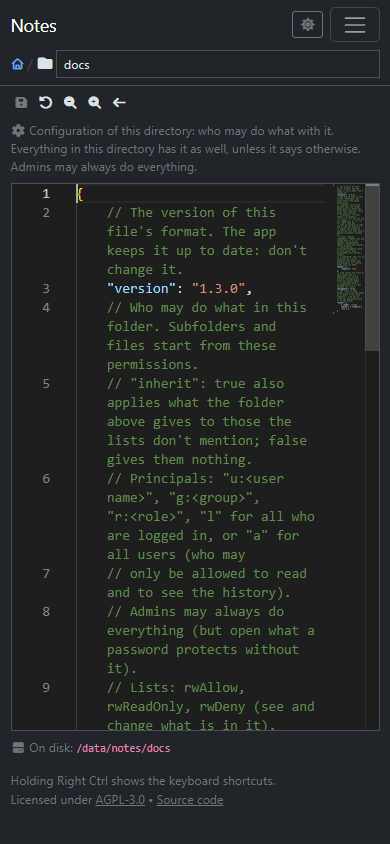 Notes
/ docs
Configuration of this directory: who may do what with it.
Everything in this directory has it as well, unless it says otherwise.
Admins may always do everything.
1 {
2 // The version of this
file's format. The app
keeps it up to date: don't
change it.
3 "version": "1.3.0",
4 // Who may do what in this
folder. Subfolders and
files start from these
permissions.
5 // "inherit": true also
applies what the folder
above gives to those the
lists don't mention; false
gives them nothing.
6 // Principals: "u:<user
name>", "g:<group>",
"r:<role>", "l" for all who
are logged in, or "a" for
all users (who may
7 // only be allowed to read
and to see the history).
8 // Admins may always do
everything (but open what a
password protects without
it).
9 // Lists: rwAllow,
rwReadOnly, rwDeny (see and
change what is in it),
On disk: /data/notes/docs
Holding Right Ctrl shows the keyboard shortcuts.
Licensed under AGPL-3.0 • Source code